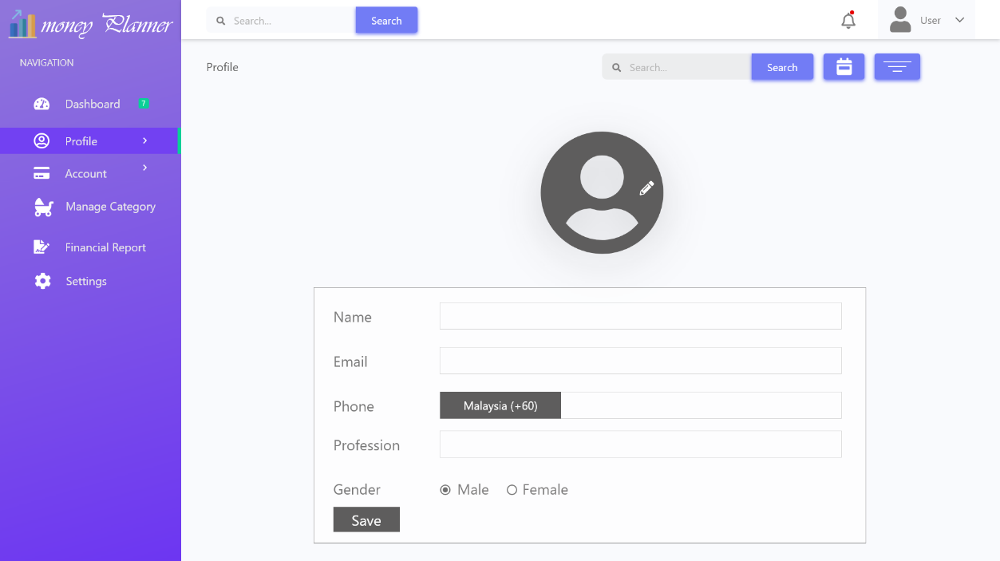 money Planner
Search... Search
User
NAVIGATION
Dashboard 7
Profile
Account
Manage Category
Financial Report
Settings
Profile
Search... Search
Name
Email
Phone Malaysia (+60)
Profession
Gender Male Female
Save